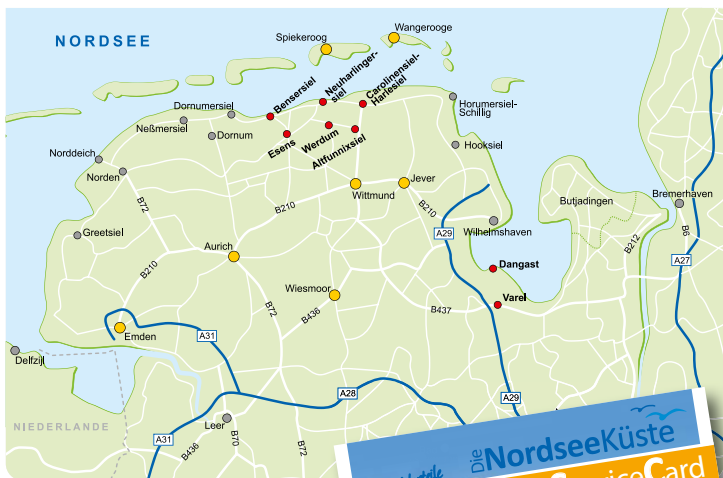 NORDSEE
Wangerooge
Spiekeroog
Neuharlinger-
siel
Carolinensiel-
Harlesiel
Bensersiel
Dornumersiel
Horumersiel-
Schillig
Neßmersiel
Dornum
Esens
Werdum
Altfunnixsiel
Hooksiel
Norddeich
Norden
B72
Wittmund
Jever
B210
B210
Butjadingen
Bremerhaven
Greetsiel
A29
Wilhelmshaven
B212
B6
Aurich
B210
Dangast
A27
Wiesmoor
Varel
B72
B436
B437
Emden
A31
Delfzijl
A28
A29
NIEDERLANDE
Leer
A31
B436
B70
B72
Die
NordseeKüste
ServiceCard